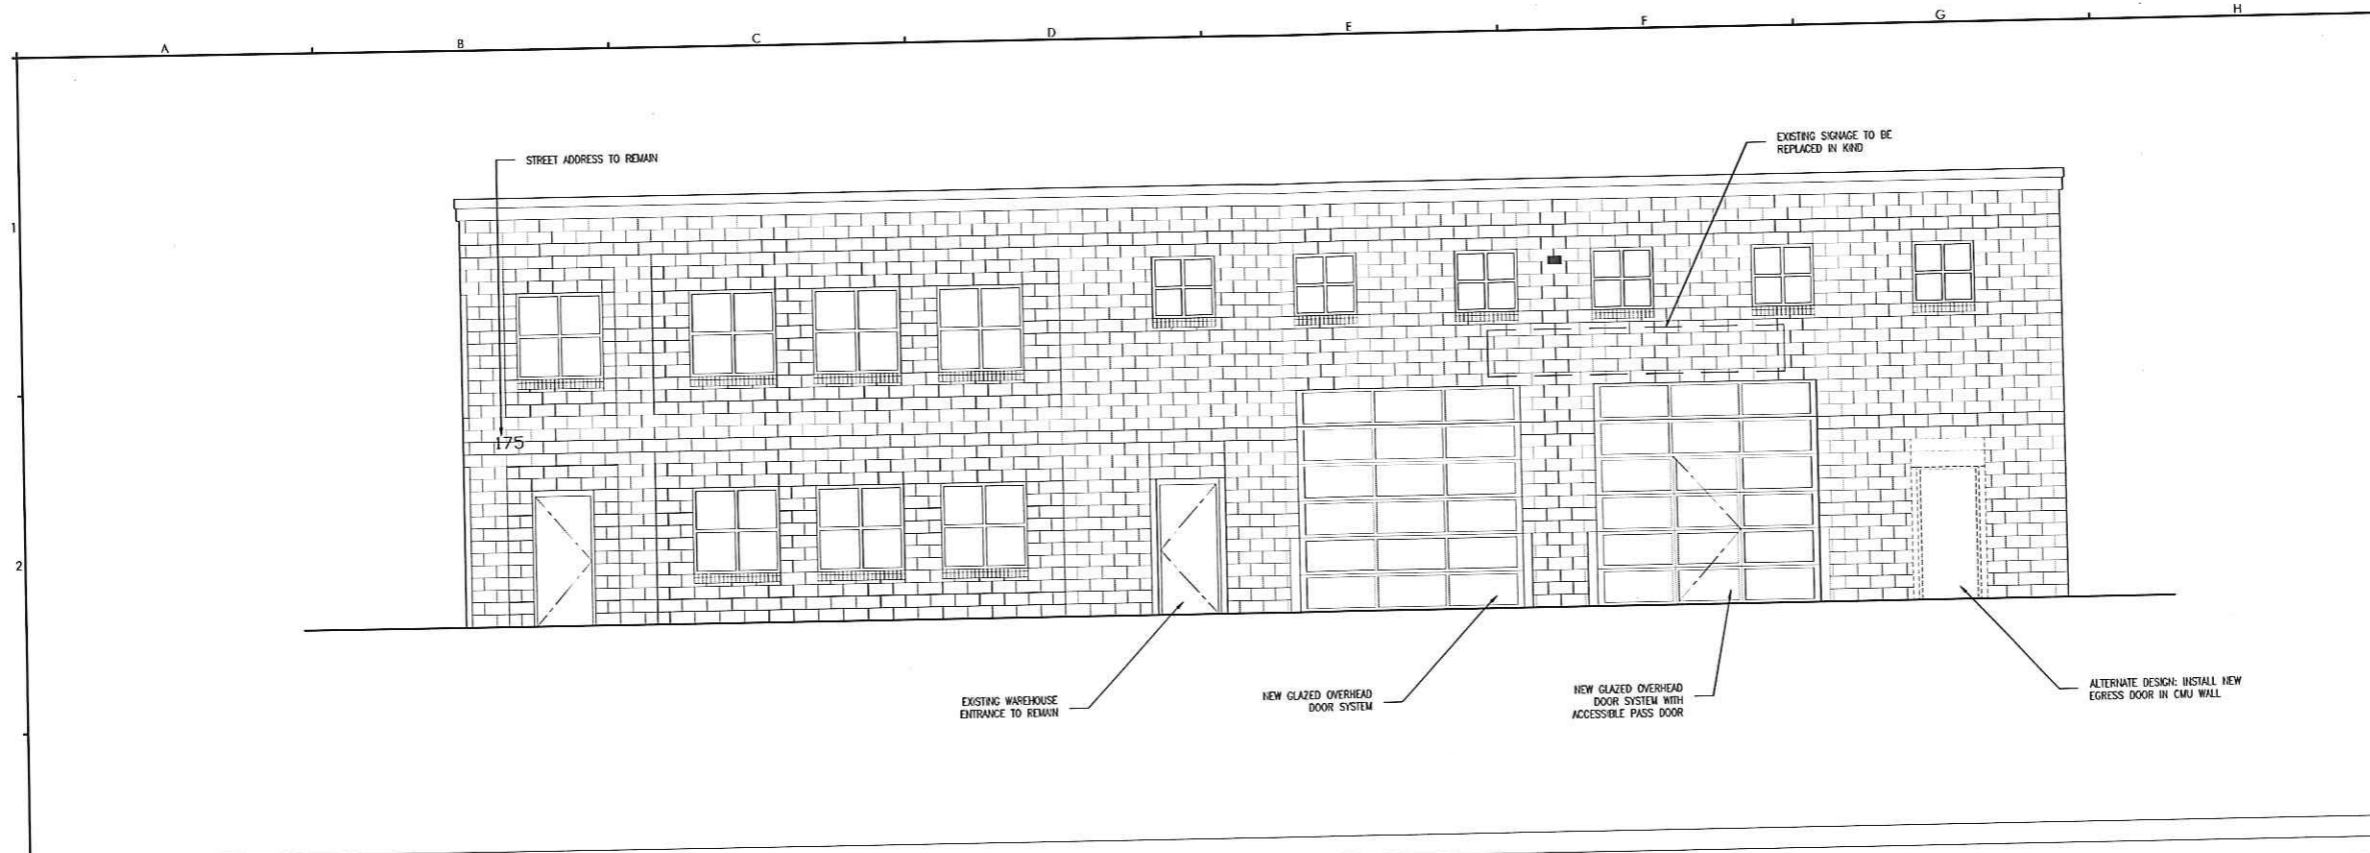 A B C D E F G H
EXISTING SIGNAGE TO BE
REPLACED IN KIND
STREET ADDRESS TO REMAIN
1
175
2
EXISTING WAREHOUSE
ENTRANCE TO REMAIN
NEW GLAZED OVERHEAD
DOOR SYSTEM
NEW GLAZED OVERHEAD
DOOR SYSTEM WITH
ACCESSIBLE PASS DOOR
ALTERNATE DESIGN: INSTALL NEW
EGRESS DOOR IN CMU WALL